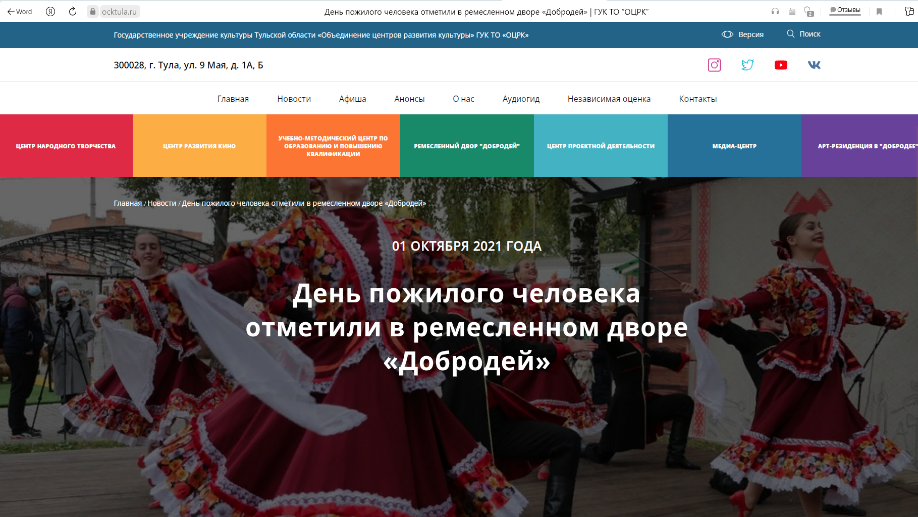 Word
ocktula.ru
День пожилого человека отметили в ремесленном дворе «Добродей» | ГУК ТО "ОЦРК"
2
Отзывы
Государственное учреждение культуры Тульской области «Объединение центров развития культуры» ГУК ТО «ОЦРК»
Версия
Поиск
300028, г. Тула, ул. 9 Мая, д. 1А, Б
Главная
Новости
Афиша
Анонсы
О нас
Аудиогид
Независимая оценка
Контакты
ЦЕНТР НАРОДНОГО ТВОРЧЕСТВА
ЦЕНТР РАЗВИТИЯ КИНО
УЧЕБНО-МЕТОДИЧЕСКИЙ ЦЕНТР ПО
ОБРАЗОВАНИЮ И ПОВЫШЕНИЮ
КВАЛИФИКАЦИИ
РЕМЕСЛЕННЫЙ ДВОР "ДОБРОДЕЙ"
ЦЕНТР ПРОЕКТНОЙ ДЕЯТЕЛЬНОСТИ
МЕДИА-ЦЕНТР
АРТ-РЕЗИДЕНЦИЯ В "ДОБРОДЕЕ"
Главная / Новости / День пожилого человека отметили в ремесленном дворе «Добродей»
01 ОКТЯБРЯ 2021 ГОДА
День пожилого человека
отметили в ремесленном дворе
«Добродей»